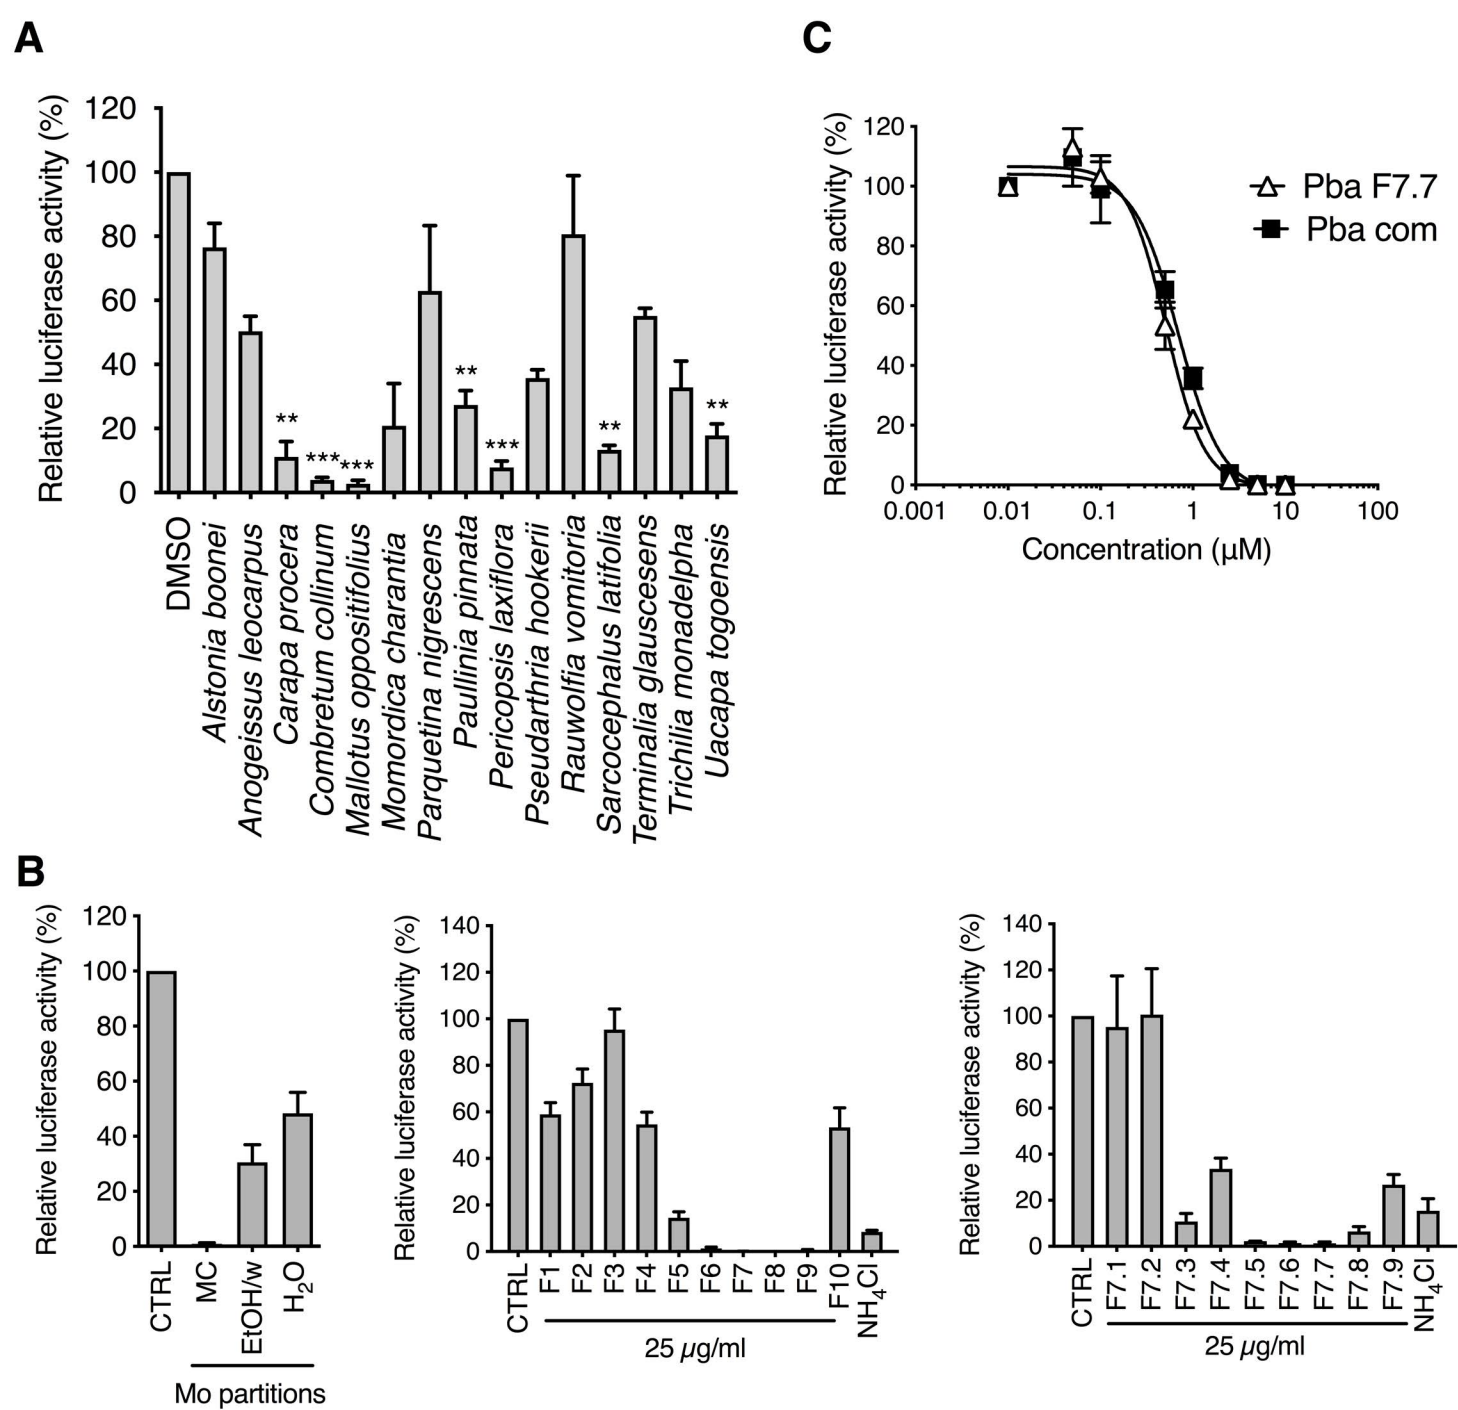 A
Relative luciferase activity (%)
120
100
80
60
40
20
0
DMSO
Alstonia boonei
Anogeissus leocarpus
Carapa procera
Combretum collinum
Mallotus oppositifolius
Momordica charantia
Parquetina nigrescens
Paullinia pinnata
Pericopsis laxiflora
Pseudarthria hookerii
Rauwolfia vomitoria
Sarcocephalus latifolia
Terminalia glauscesens
Trichilia monadelpha
Uacapa togoensis
**
***
***
**
***
**
**
C
Relative luciferase activity (%)
120
100
80
60
40
20
0
0.001
0.01
0.1
1
10
100
Concentration (µM)
Pba F7.7
Pba com
B
Relative luciferase activity (%)
120
100
80
60
40
20
0
CTRL
MC
EtOH/w
H2O
Mo partitions
Relative luciferase activity (%)
140
120
100
80
60
40
20
0
CTRL
F1
F2
F3
F4
F5
F6
F7
F8
F9
F10
NH4Cl
25 µg/ml
Relative luciferase activity (%)
140
120
100
80
60
40
20
0
CTRL
F7.1
F7.2
F7.3
F7.4
F7.5
F7.6
F7.7
F7.8
F7.9
NH4Cl
25 µg/ml